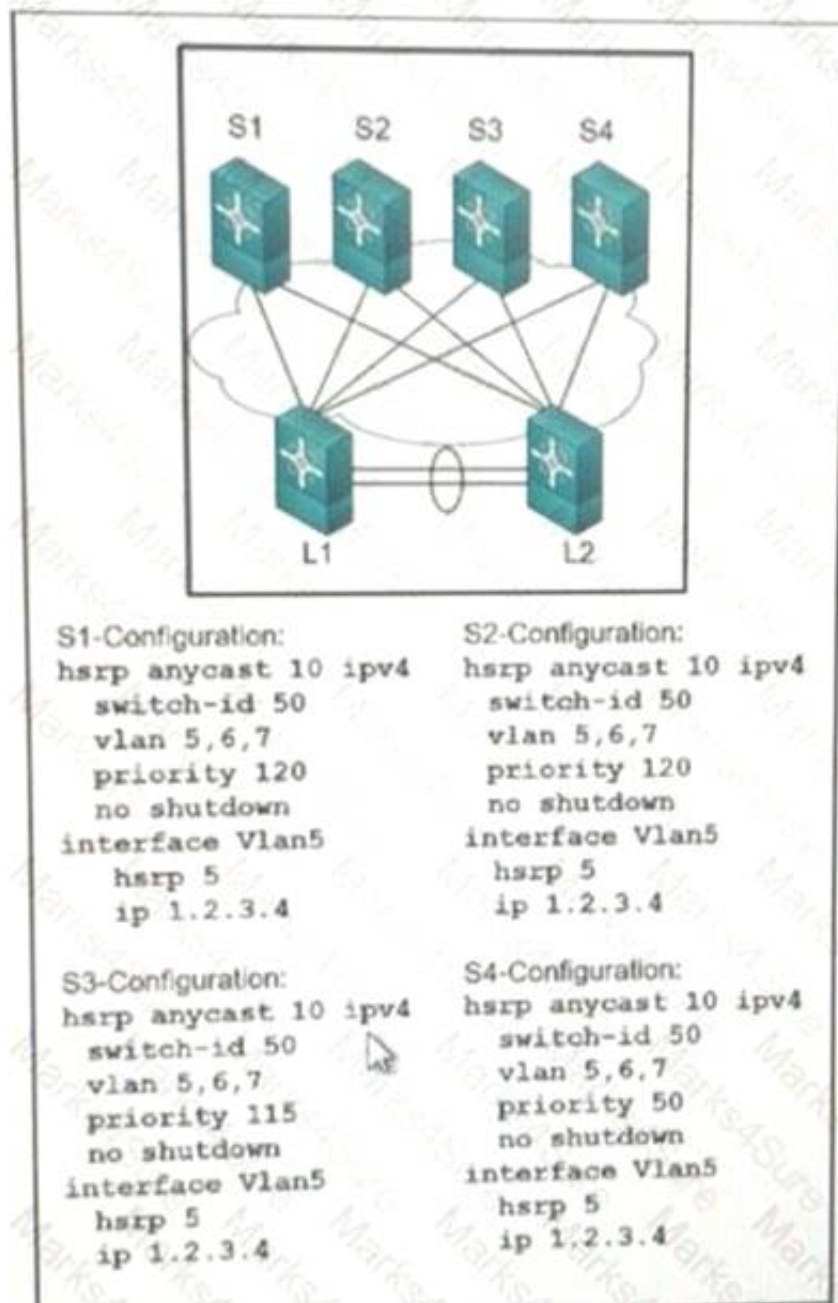 S1 S2 S3 S4
L1 L2
S1-Configuration:
hsrp anycast 10 ipv4
switch-id 50
vlan 5,6,7
priority 120
no shutdown
interface Vlan5
hsrp 5
ip 1.2.3.4
S2-Configuration:
hsrp anycast 10 ipv4
switch-id 50
vlan 5,6,7
priority 120
no shutdown
interface Vlan5
hsrp 5
ip 1.2.3.4
S3-Configuration:
hsrp anycast 10 ipv4
switch-id 50
vlan 5,6,7
priority 115
no shutdown
interface Vlan5
hsrp 5
ip 1.2.3.4
S4-Configuration:
hsrp anycast 10 ipv4
switch-id 50
vlan 5,6,7
priority 50
no shutdown
interface Vlan5
hsrp 5
ip 1.2.3.4
Marks4Sure